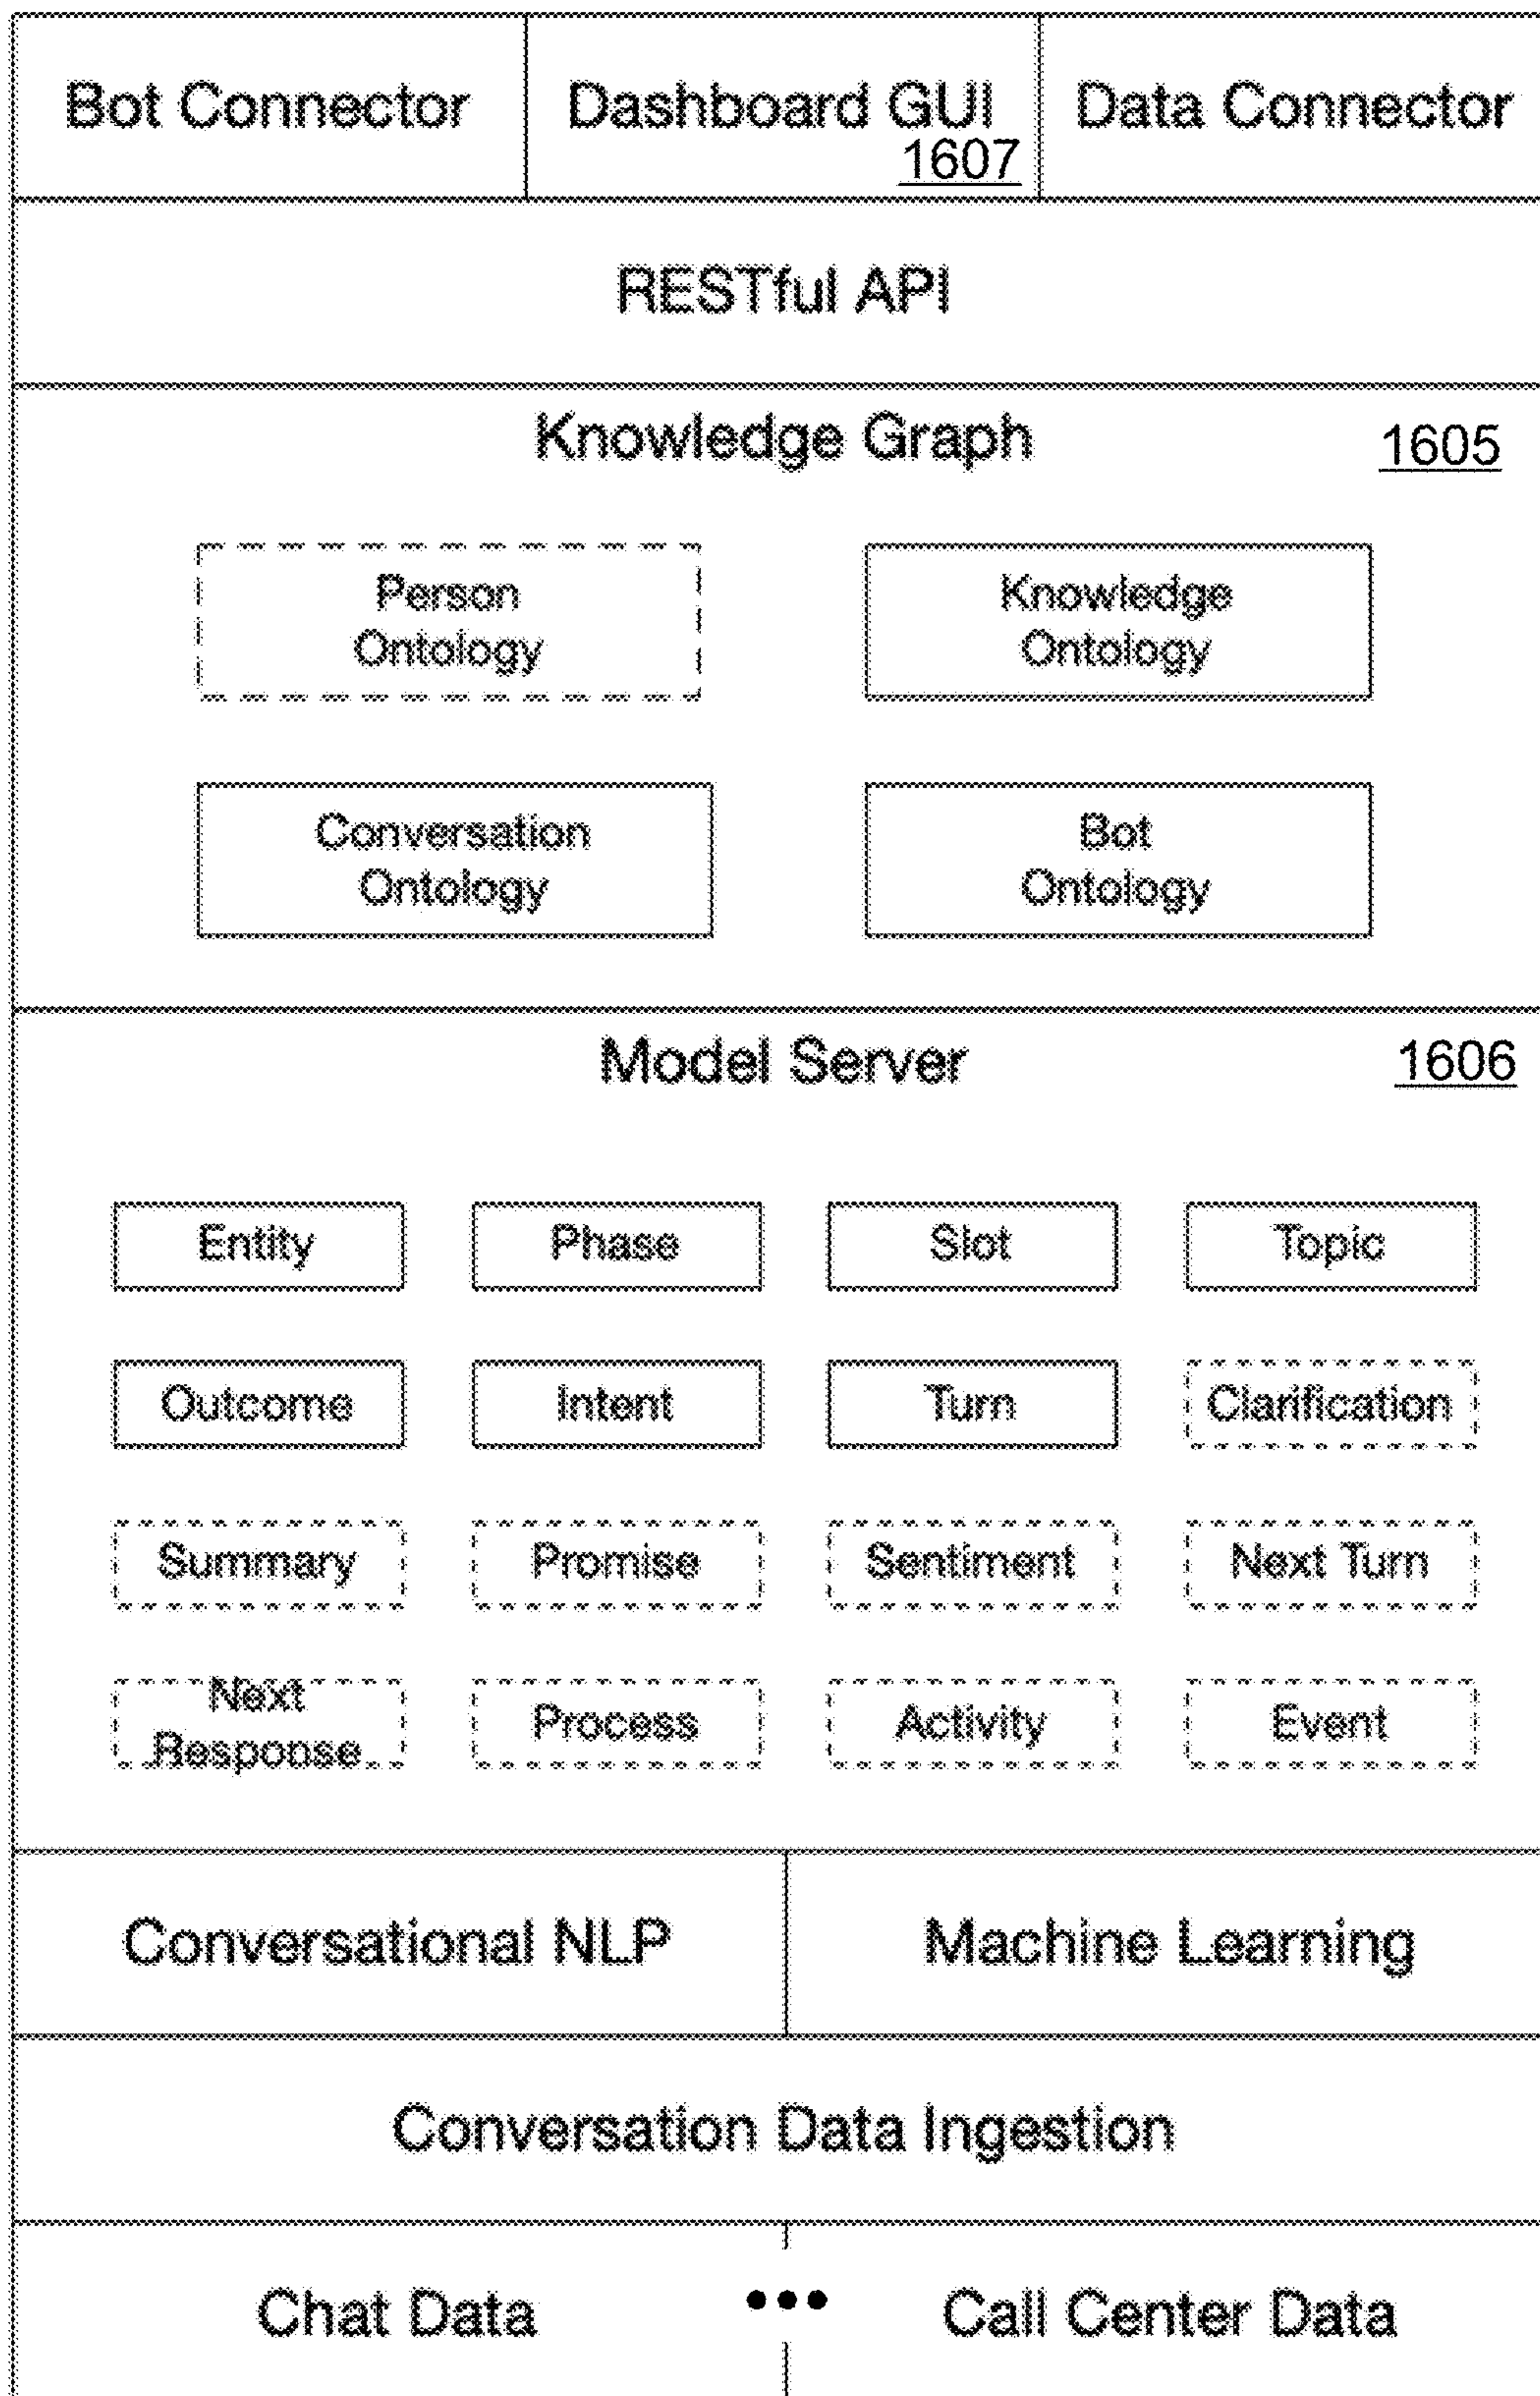 Bot Connector
Dashboard GUI
1607
Data Connector
RESTful API
Knowledge Graph
1605
Person
Ontology
Knowledge
Ontology
Conversation
Ontology
Bot
Ontology
Model Server
1606
Entity
Phase
Slot
Topic
Outcome
Intent
Turn
Clarification
Summary
Promise
Sentiment
Next Turn
Next
Response
Process
Activity
Event
Conversational NLP
Machine Learning
Conversation Data Ingestion
Chat Data
•••
Call Center Data